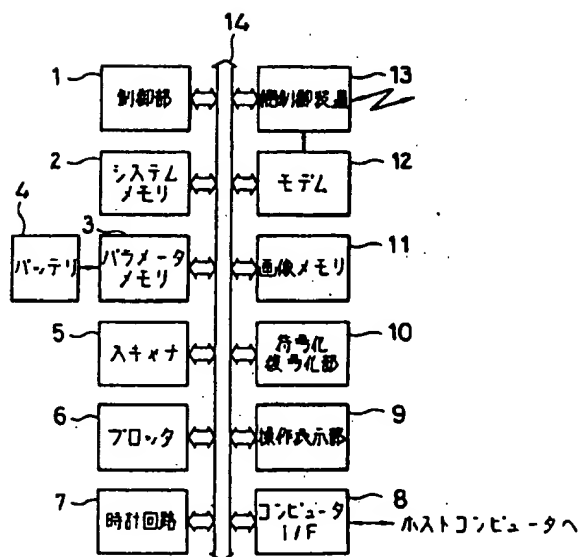 14
1
制御部
13
網制御装置
2
システム
メモリ
12
モデム
4
バッテリ
3
パラメータ
メモリ
11
画像メモリ
5
スキャナ
10
符号化
復号化部
6
プロッタ
9
操作表示部
7
時計回路
8
コンピュータ
I/F
ホストコンピュータへ